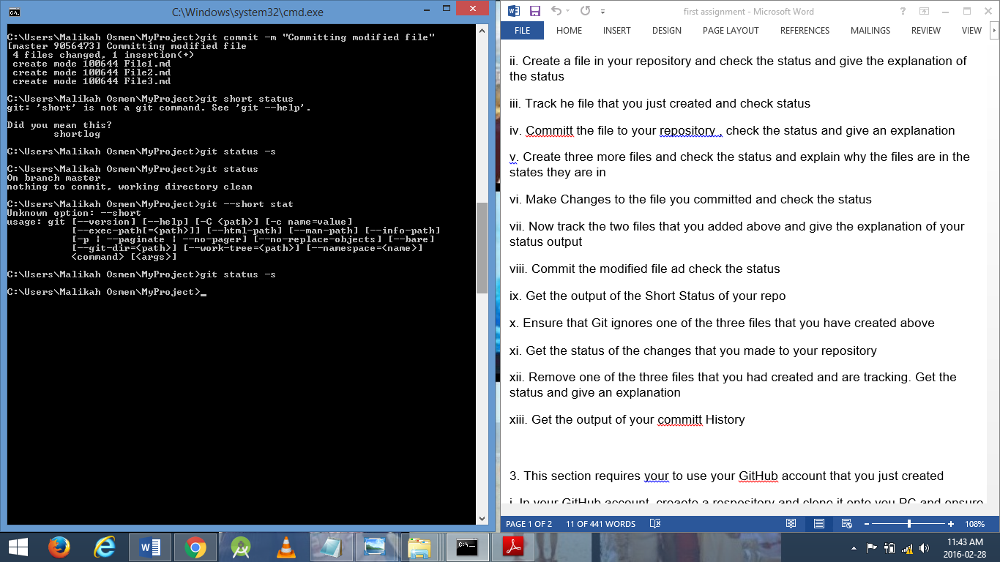 C:\Windows\system32\cmd.exe
C:\Users\Malikah Osmen\MyProject>git commit -m "Committing modified file"
[master 9056473] Committing modified file
 4 files changed, 1 insertion(+)
 create mode 100644 File1.md
 create mode 100644 File2.md
 create mode 100644 File3.md
C:\Users\Malikah Osmen\MyProject>git short status
git: 'short' is not a git command. See 'git --help'.
Did you mean this?
        shortlog
C:\Users\Malikah Osmen\MyProject>git status -s
C:\Users\Malikah Osmen\MyProject>git status
On branch master
nothing to commit, working directory clean
C:\Users\Malikah Osmen\MyProject>git --short stat
Unknown option: --short
usage: git [--version] [--help] [-C <path>] [-c name=value]
           [--exec-path[=<path>]] [--html-path] [--man-path] [--info-path]
           [-p ¦ --paginate ¦ --no-pager] [--no-replace-objects] [--bare]
           [--git-dir=<path>] [--work-tree=<path>] [--namespace=<name>]
           <command> [<args>]
C:\Users\Malikah Osmen\MyProject>git status -s
C:\Users\Malikah Osmen\MyProject>_
first assignment - Microsoft Word
FILE HOME INSERT DESIGN PAGE LAYOUT REFERENCES MAILINGS REVIEW VIEW
ii. Create a file in your repository and check the status and give the explanation of
the status
iii. Track he file that you just created and check status
iv. Committ the file to your repository , check the status and give an explanation
v. Create three more files and check the status and explain why the files are in the
states they are in
vi. Make Changes to the file you committed and check the status
vii. Now track the two files that you added above and give the explanation of your
status output
viii. Commit the modified file ad check the status
ix. Get the output of the Short Status of your repo
x. Ensure that Git ignores one of the three files that you have created above
xi. Get the status of the changes that you made to your repository
xii. Remove one of the three files that you had created and are tracking. Get the
status and give an explanation
xiii. Get the output of your committ History
3. This section requires your to use your GitHub account that you just created
i. In your GitHub account, create a respository and clone it onto you PC and ensure
PAGE 1 OF 2 11 OF 441 WORDS 108%
11:43 AM
2016-02-28